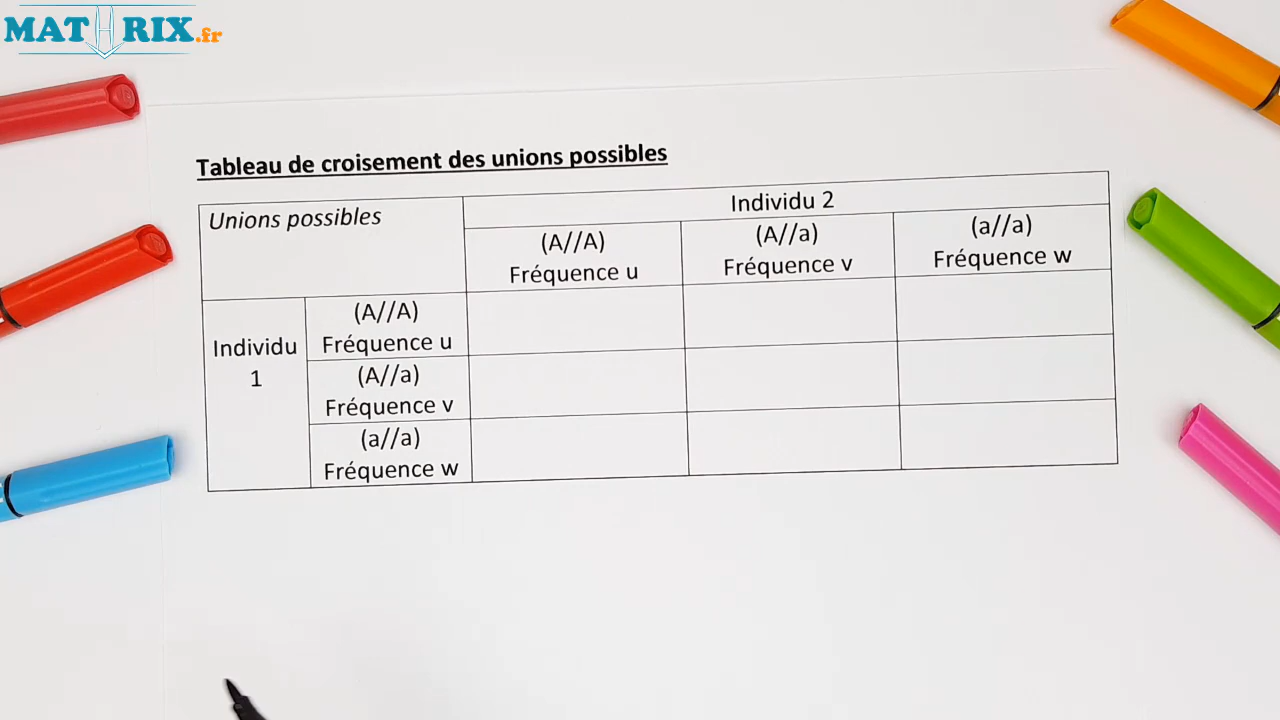 MATHRIX.fr
Tableau de croisement des unions possibles
Unions possibles
Individu 2
(A//A)
Fréquence u
(A//a)
Fréquence v
(a//a)
Fréquence w
Individu
1
(A//A)
Fréquence u
(A//a)
Fréquence v
(a//a)
Fréquence w